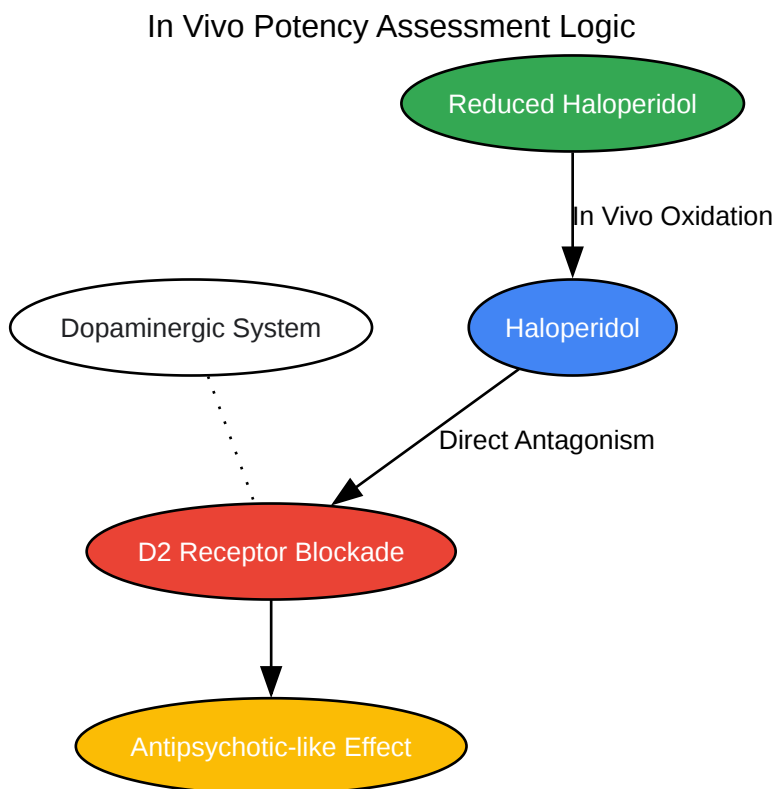 In Vivo Potency Assessment Logic
Reduced Haloperidol
In Vivo Oxidation
Dopaminergic System
Haloperidol
Direct Antagonism
D2 Receptor Blockade
Antipsychotic-like Effect